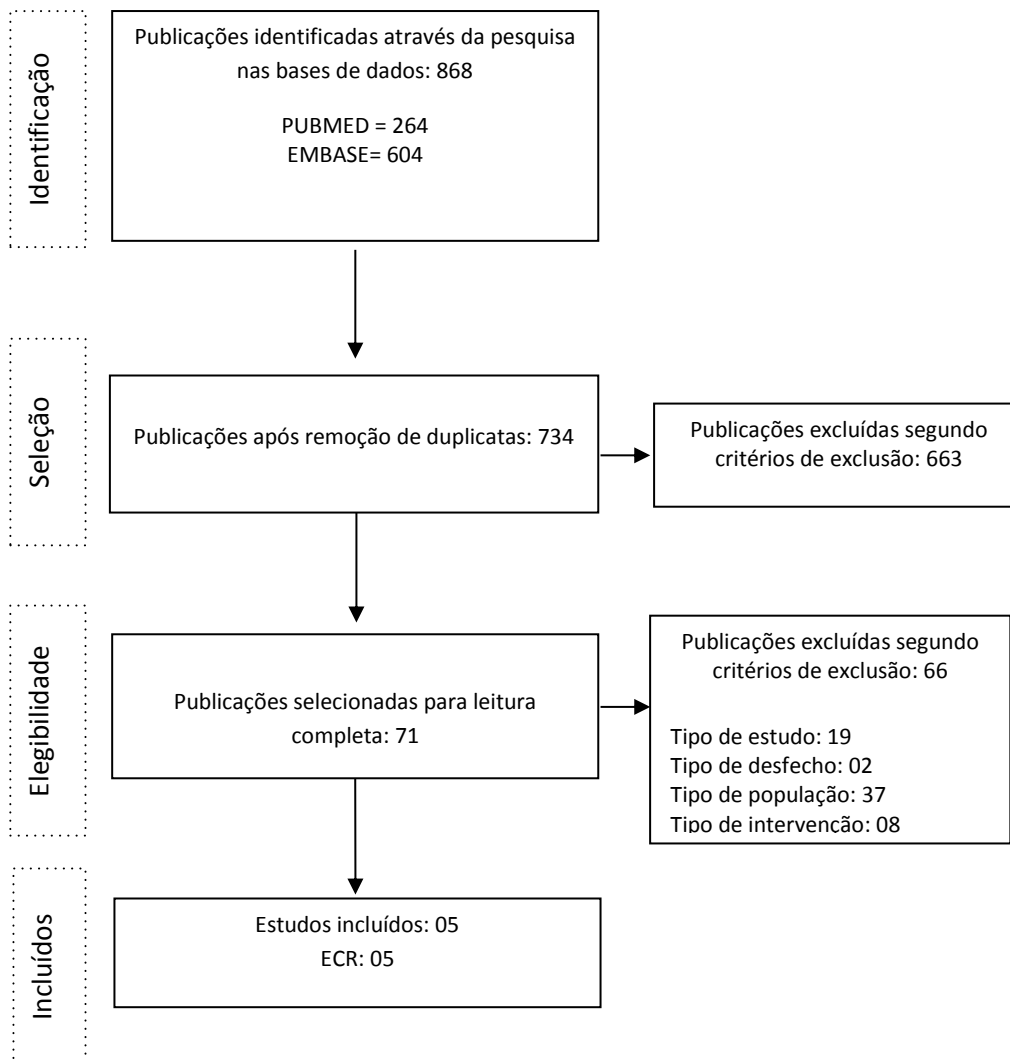 Identificação
Publicações identificadas através da pesquisa
nas bases de dados: 868
PUBMED = 264
EMBASE= 604
Seleção
Publicações após remoção de duplicatas: 734
Publicações excluídas segundo
critérios de exclusão: 663
Elegibilidade
Publicações selecionadas para leitura
completa: 71
Publicações excluídas segundo
critérios de exclusão: 66
Tipo de estudo: 19
Tipo de desfecho: 02
Tipo de população: 37
Tipo de intervenção: 08
Incluídos
Estudos incluídos: 05
ECR: 05